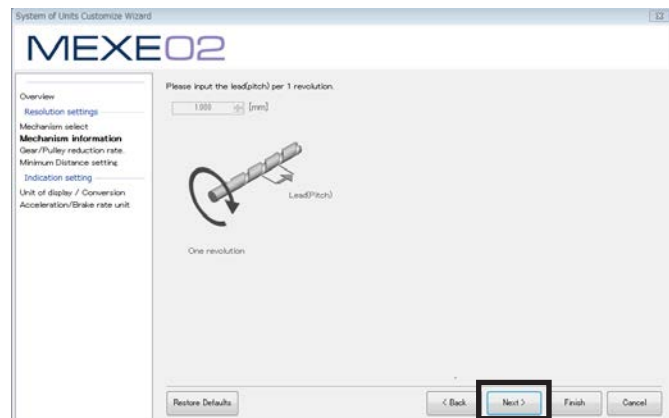 System of Units Customize Wizard
MEXE02
Please input the lead(pitch) per 1 revolution.
1.000 [mm]
Overview
Resolution settings
Mechanism select
Mechanism information
Gear/Pulley reduction rate.
Minimum Distance setting
Indication setting
Unit of display / Conversion
Acceleration/Brake rate unit
Lead(Pitch)
One revolution
Restore Defaults
< Back
Next >
Finish
Cancel